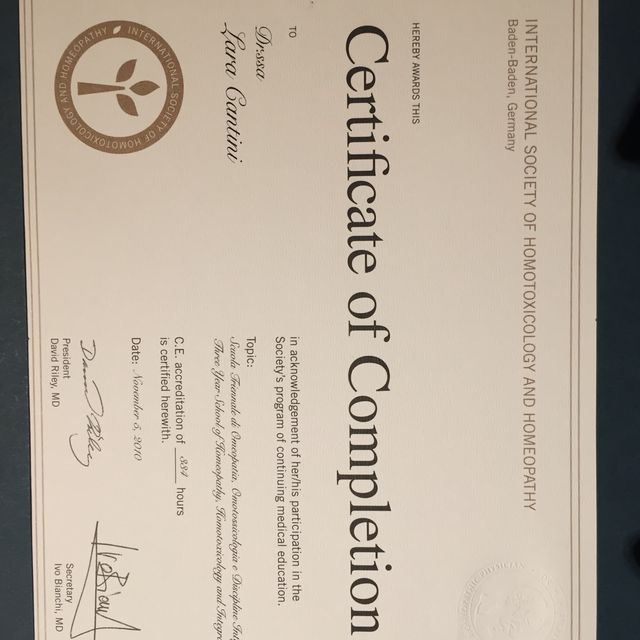 INTERNATIONAL SOCIETY OF HOMOTOXICOLOGY AND HOMEOPATHY
Baden-Baden, Germany
HEREBY AWARDS THIS
Certificate of Completion
TO
Dr.ssa
Lara Cantini
in acknowledgement of her/his participation in the
Society's program of continuing medical education.
Topic:
Scuola Triennale di Omeopatia, Omotossicologia e Discipline
Three Year School of Homeopathy, Homotoxicology and
C.E. accreditation of 334 hours
is certified herewith.
Date: November 5, 2010
President
David Riley, MD
Secretary
Ivo Bianchi, MD
INTERNATIONAL SOCIETY OF HOMOTOXICOLOGY AND HOMEOPATHY